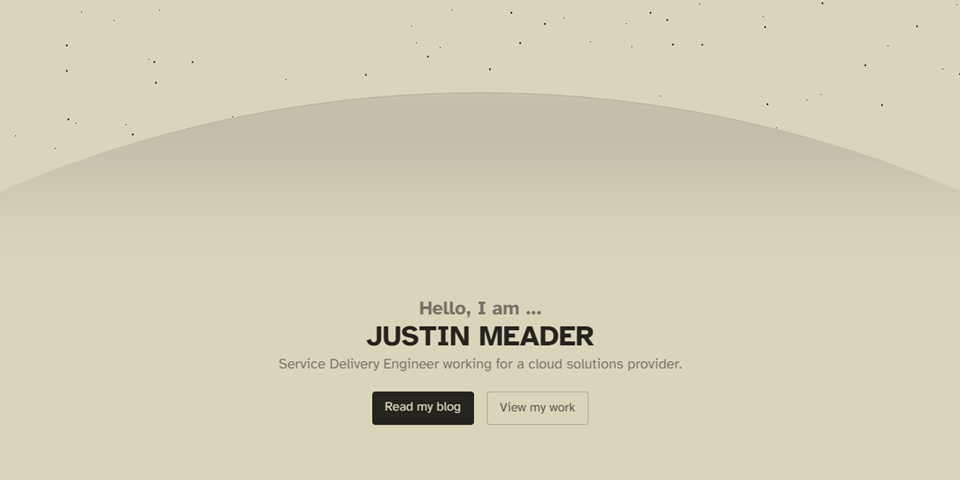 Hello, I am ...
JUSTIN MEADER
Service Delivery Engineer working for a cloud solutions provider.
Read my blog
View my work